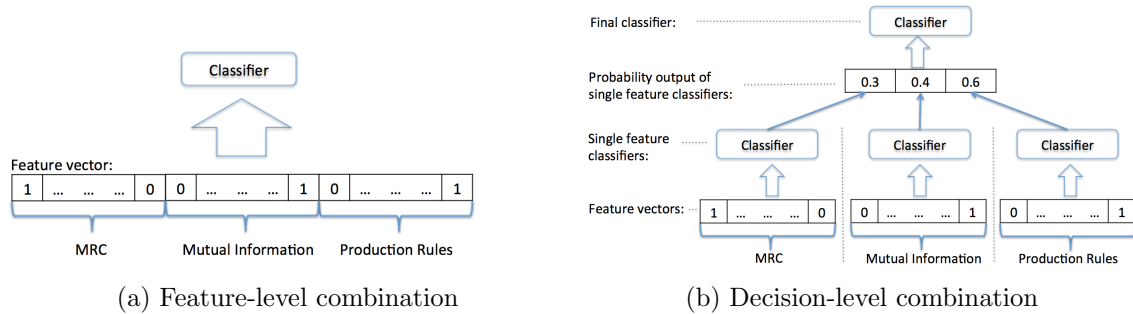 Classifier
Feature vector:
1 ... ... ... 0 0 ... ... ... 1 0 ... ... ... 1
MRC Mutual Information Production Rules
(a) Feature-level combination
Final classifier: Classifier
Probability output of
single feature classifiers: 0.3 0.4 0.6
Single feature
classifiers: Classifier Classifier Classifier
Feature vectors: 1 ... ... ... 0 0 ... ... ... 1 0 ... ... ... 1
MRC Mutual Information Production Rules
(b) Decision-level combination